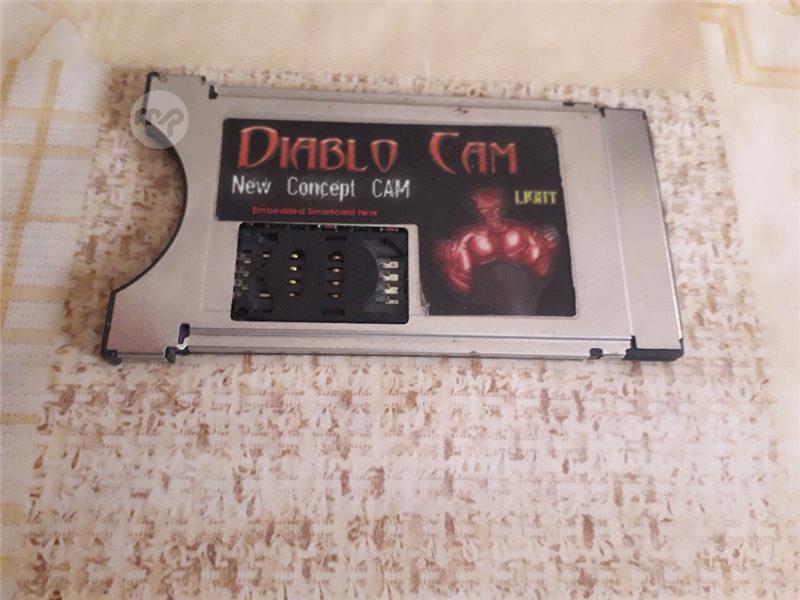 DIABLO CAM
New Concept CAM
LIGHT
Embedded Smartcard here